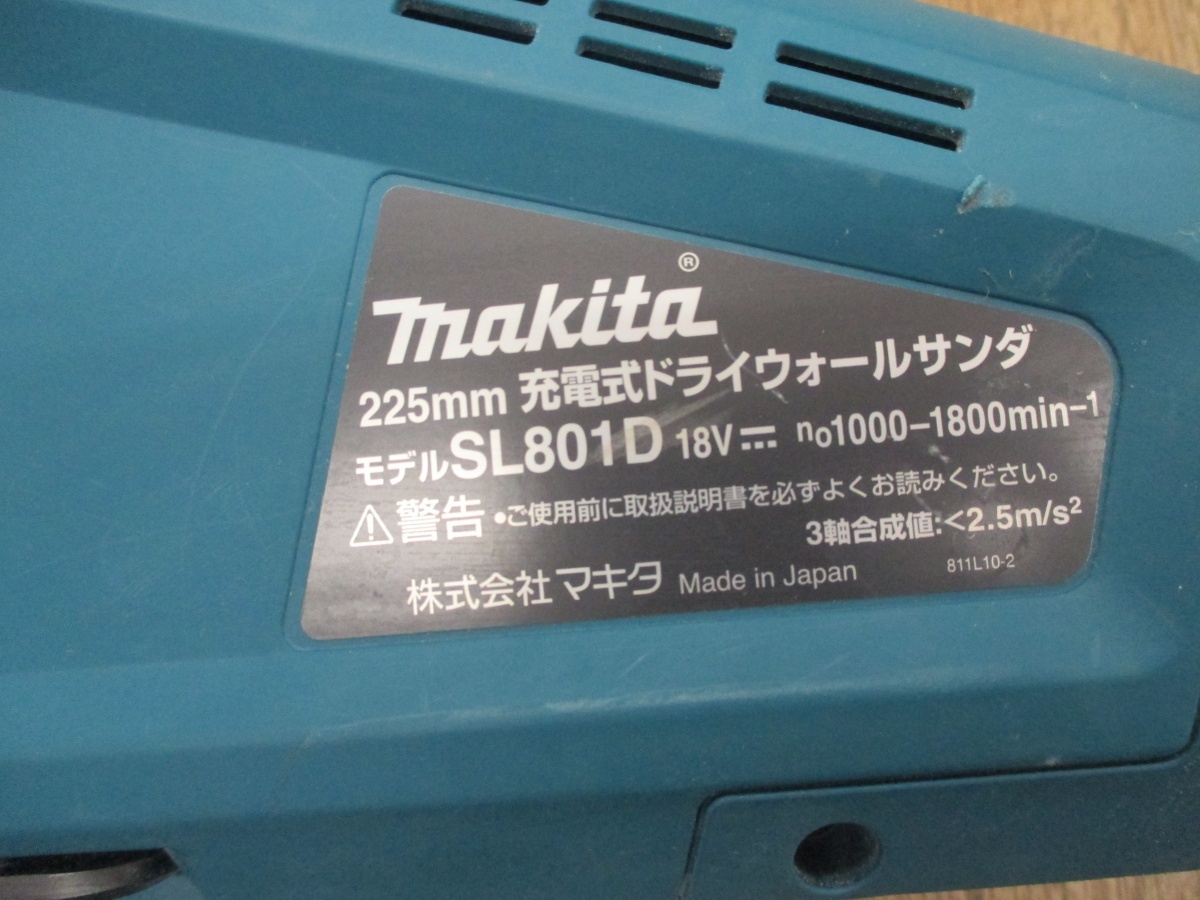 makita®
225mm 充電式ドライウォールサンダ
モデルSL801D 18V⎓ n₀1000-1800min-1
⚠警告 •ご使用前に取扱説明書を必ずよくお読みください。
3軸合成値:<2.5m/s²
株式会社マキタ Made in Japan 811L10-2